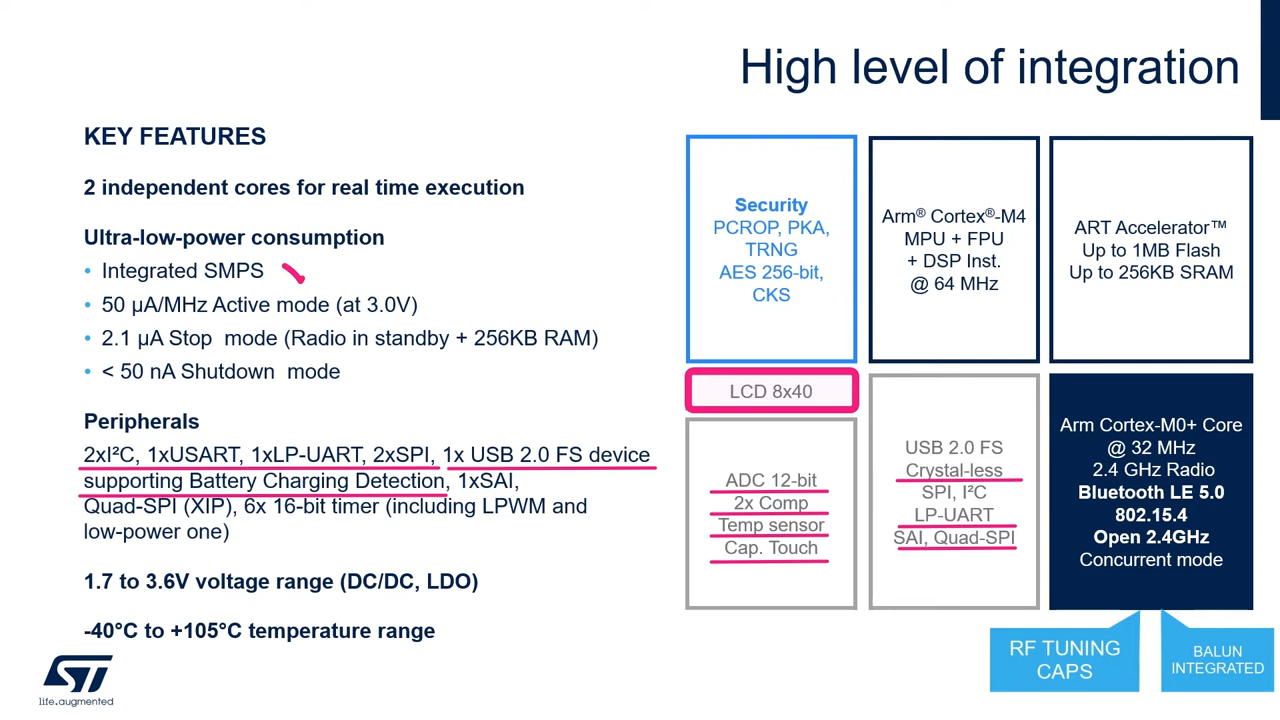 High level of integration
KEY FEATURES
2 independent cores for real time execution
Ultra-low-power consumption
• Integrated SMPS
• 50 µA/MHz Active mode (at 3.0V)
• 2.1 µA Stop mode (Radio in standby + 256KB RAM)
• < 50 nA Shutdown mode
Peripherals
2xI²C, 1xUSART, 1xLP-UART, 2xSPI, 1x USB 2.0 FS device
supporting Battery Charging Detection, 1xSAI,
Quad-SPI (XIP), 6x 16-bit timer (including LPWM and
low-power one)
1.7 to 3.6V voltage range (DC/DC, LDO)
-40°C to +105°C temperature range
Security
PCROP, PKA,
TRNG
AES 256-bit,
CKS
Arm® Cortex®-M4
MPU + FPU
+ DSP Inst.
@ 64 MHz
ART Accelerator™
Up to 1MB Flash
Up to 256KB SRAM
LCD 8x40
ADC 12-bit
2x Comp
Temp sensor
Cap. Touch
USB 2.0 FS
Crystal-less
SPI, I²C
LP-UART
SAI, Quad-SPI
Arm Cortex-M0+ Core
@ 32 MHz
2.4 GHz Radio
Bluetooth LE 5.0
802.15.4
Open 2.4GHz
Concurrent mode
RF TUNING
CAPS
BALUN
INTEGRATED
ST
life.augmented